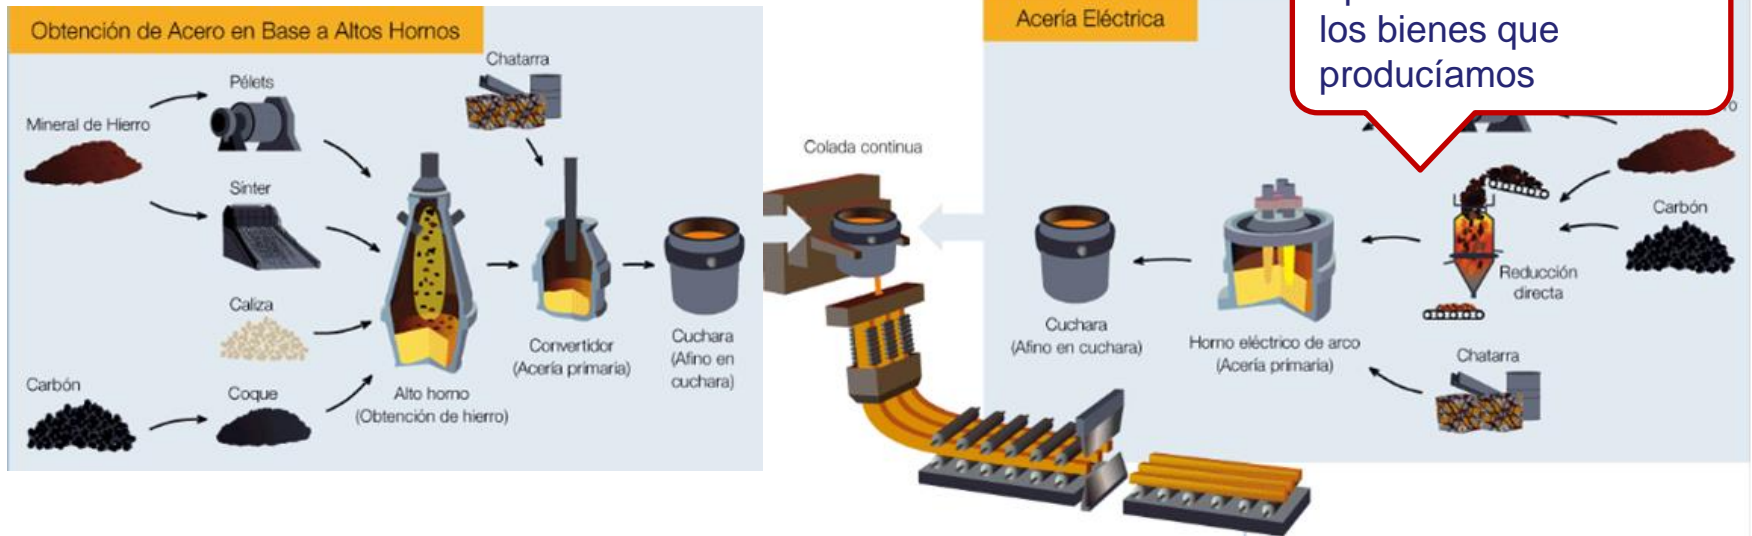 Obtención de Acero en Base a Altos Hornos
Chatarra
Pélets
Mineral de Hierro
Sínter
Caliza
Carbón
Coque
Alto horno
(Obtención de hierro)
Convertidor
(Acería primaria)
Cuchara
(Afino en
cuchara)
Colada continua
Acería Eléctrica
los bienes que
producíamos
Carbón
Reducción
directa
Cuchara
(Afino en cuchara)
Horno eléctrico de arco
(Acería primaria)
Chatarra